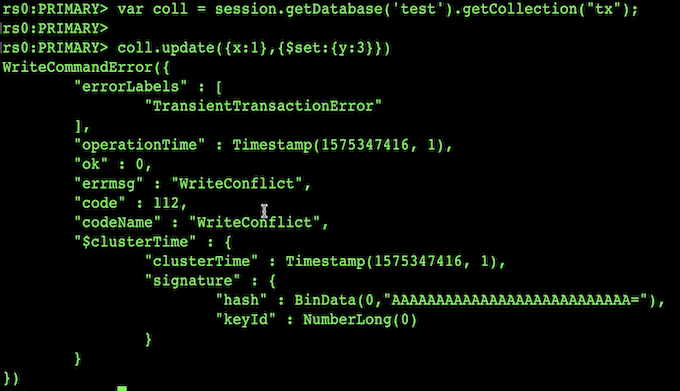 rs0:PRIMARY> var coll = session.getDatabase('test').getCollection("tx");
rs0:PRIMARY>
rs0:PRIMARY> coll.update({x:1},{$set:{y:3}})
WriteCommandError({
        "errorLabels" : [
                "TransientTransactionError"
        ],
        "operationTime" : Timestamp(1575347416, 1),
        "ok" : 0,
        "errmsg" : "WriteConflict",
        "code" : 112,
        "codeName" : "WriteConflict",
        "$clusterTime" : {
                "clusterTime" : Timestamp(1575347416, 1),
                "signature" : {
                        "hash" : BinData(0,"AAAAAAAAAAAAAAAAAAAAAAAAAAA="),
                        "keyId" : NumberLong(0)
                }
        }
})